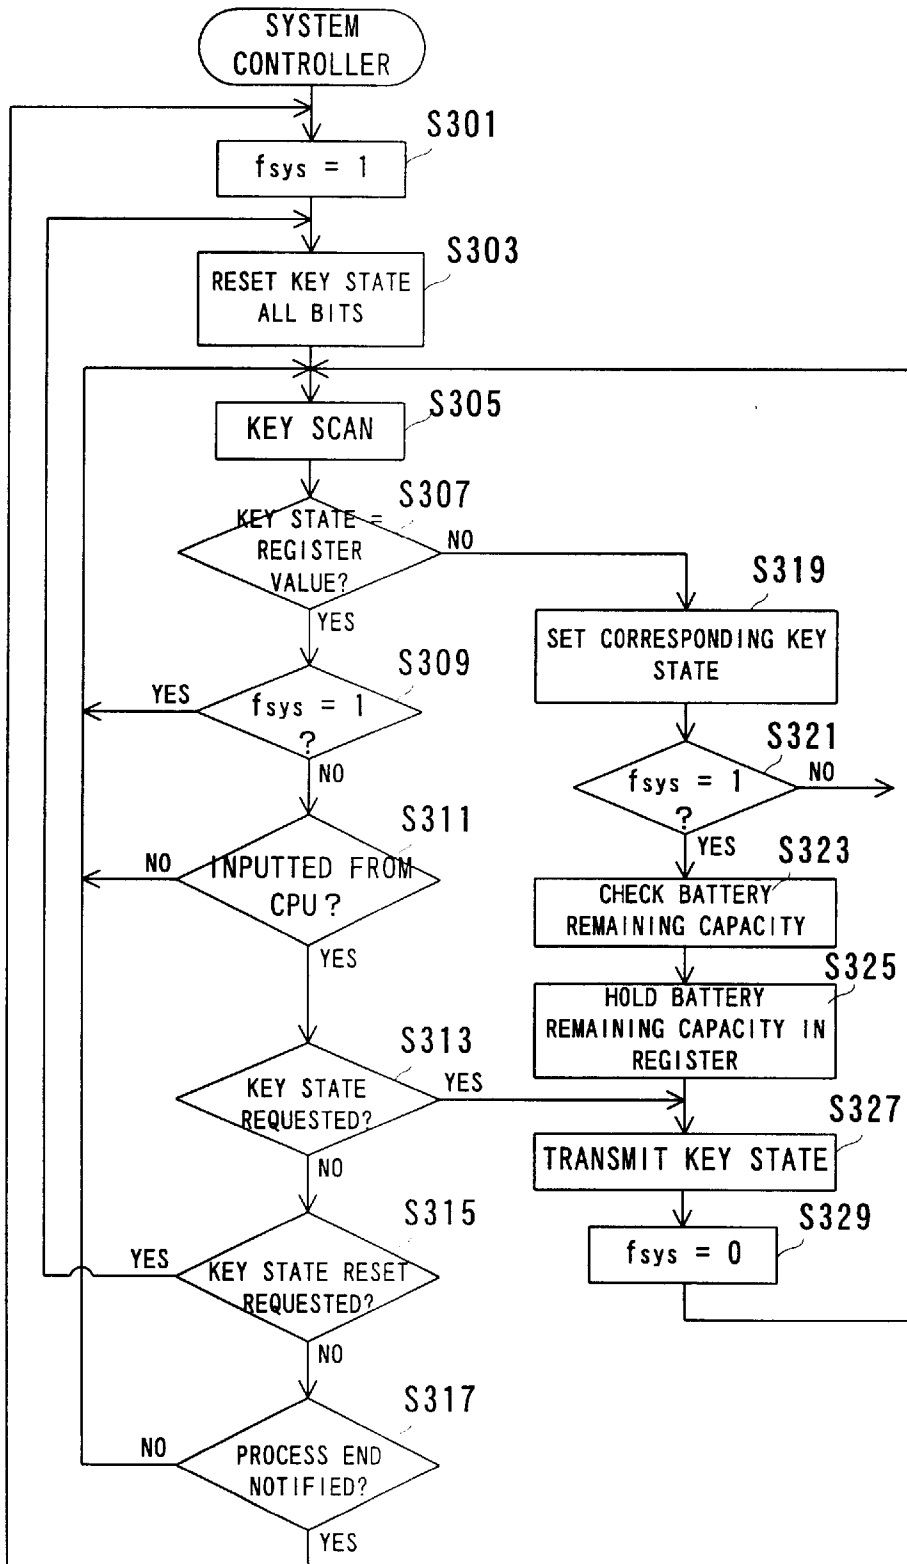 SYSTEM
CONTROLLER
S301
fsys = 1
S303
RESET KEY STATE
ALL BITS
S305
KEY SCAN
S307
KEY STATE =
REGISTER
VALUE?
NO
YES
S319
SET CORRESPONDING KEY
STATE
S309
YES
fsys = 1
?
NO
S321
fsys = 1
?
NO
YES
S311
NO
INPUTTED FROM
CPU?
YES
S323
CHECK BATTERY
REMAINING CAPACITY
S325
HOLD BATTERY
REMAINING CAPACITY IN
REGISTER
S313
KEY STATE
REQUESTED?
YES
NO
S327
TRANSMIT KEY STATE
S315
YES
KEY STATE RESET
REQUESTED?
NO
S329
fsys = 0
S317
NO
PROCESS END
NOTIFIED?
YES